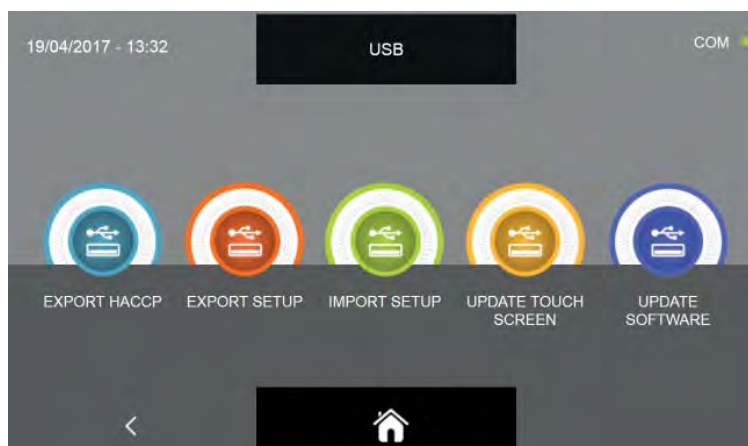 19/04/2017 - 13:32
USB
COM
EXPORT HACCP
EXPORT SETUP
IMPORT SETUP
UPDATE TOUCH
SCREEN
UPDATE
SOFTWARE